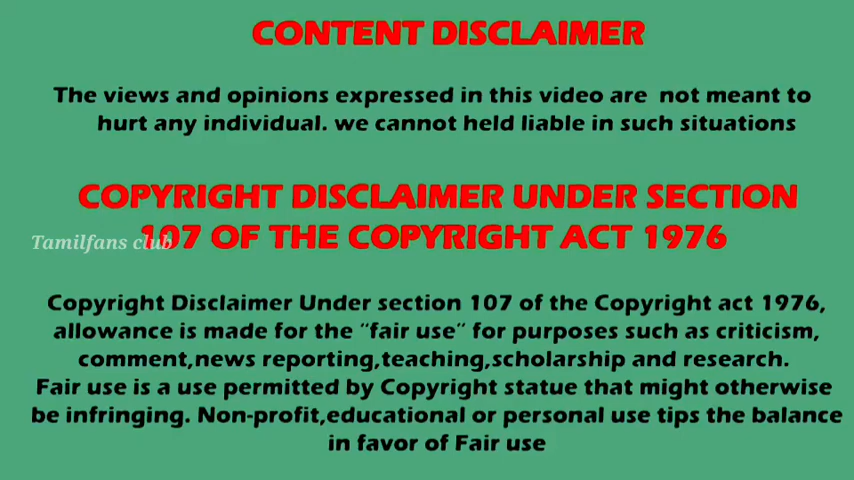 CONTENT DISCLAIMER
The views and opinions expressed in this video are not meant to
hurt any individual. we cannot held liable in such situations
COPYRIGHT DISCLAIMER UNDER SECTION
107 OF THE COPYRIGHT ACT 1976
Tamilfans club
Copyright Disclaimer Under section 107 of the Copyright act 1976,
allowance is made for the "fair use" for purposes such as criticism,
comment,news reporting,teaching,scholarship and research.
Fair use is a use permitted by Copyright statue that might otherwise
be infringing. Non-profit,educational or personal use tips the balance
in favor of Fair use